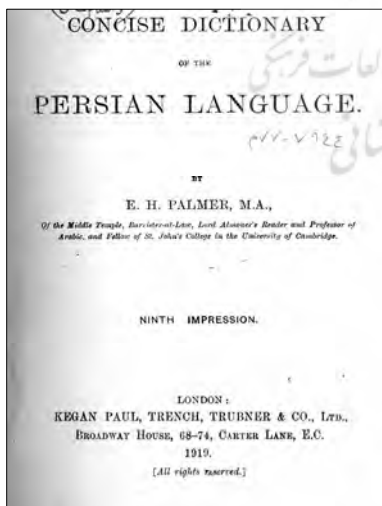 CONCISE DICTIONARY
OF THE
PERSIAN LANGUAGE.
BY
E. H. PALMER, M.A.,
Of the Middle Temple, Barrister-at-Law, Lord Almoner's Reader and Professor of
Arabic, and Fellow of St. John's College in the University of Cambridge.
NINTH IMPRESSION.
LONDON:
KEGAN PAUL, TRENCH, TRUBNER & CO., LTD.,
BROADWAY HOUSE, 68–74, CARTER LANE, E.C.
1919.
[All rights reserved.]